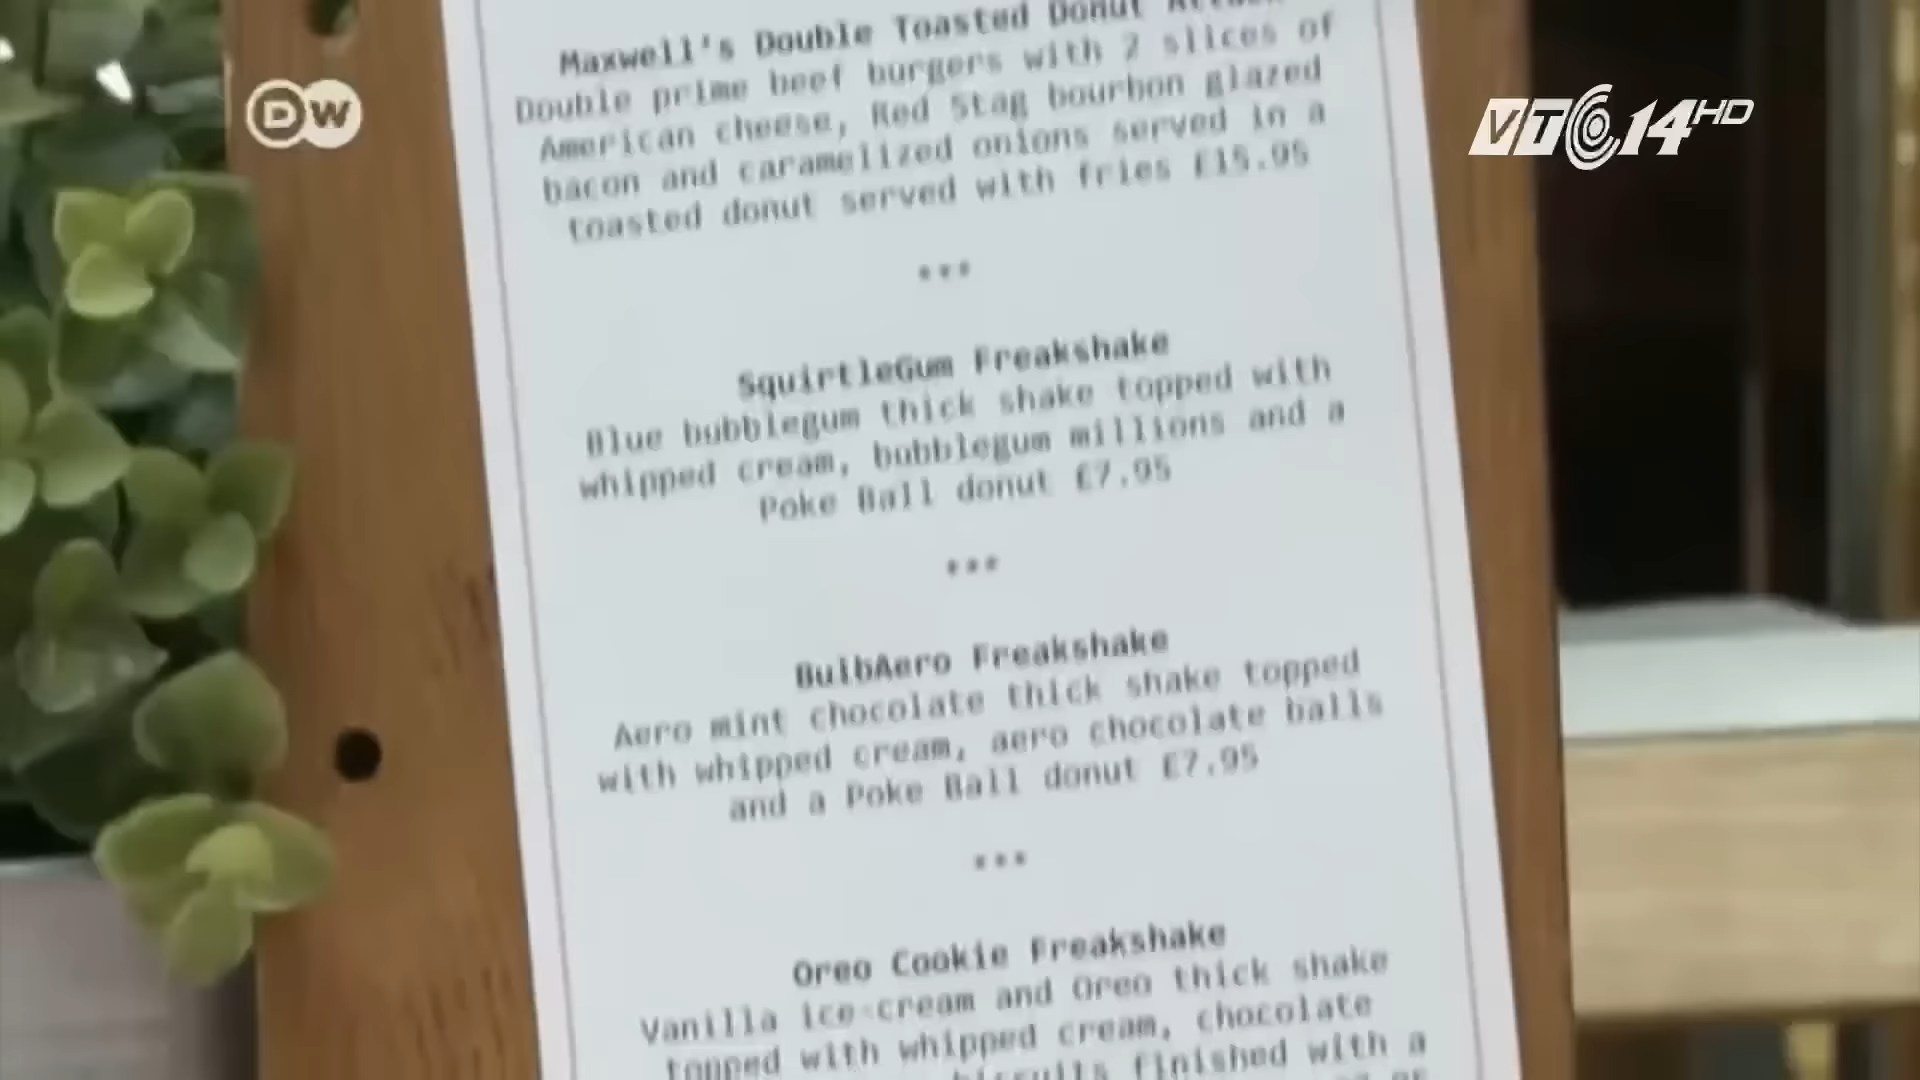 Maxwell's Double Toasted Donut
Double prime beef burgers with 2 slices of
American cheese, Red Stag bourbon glazed
bacon and caramelized onions served in a
toasted donut served with fries £15.95
***
SquirtleGum Freakshake
Blue bubblegum thick shake topped with
whipped cream, bubblegum millions and a
Poke Ball donut £7.95
***
BulbAero Freakshake
Aero mint chocolate thick shake topped
with whipped cream, aero chocolate balls
and a Poke Ball donut £7.95
***
Oreo Cookie Freakshake
Vanilla ice-cream and Oreo thick shake
topped with whipped cream, chocolate
biscuits finished with a
DW
VTC14HD